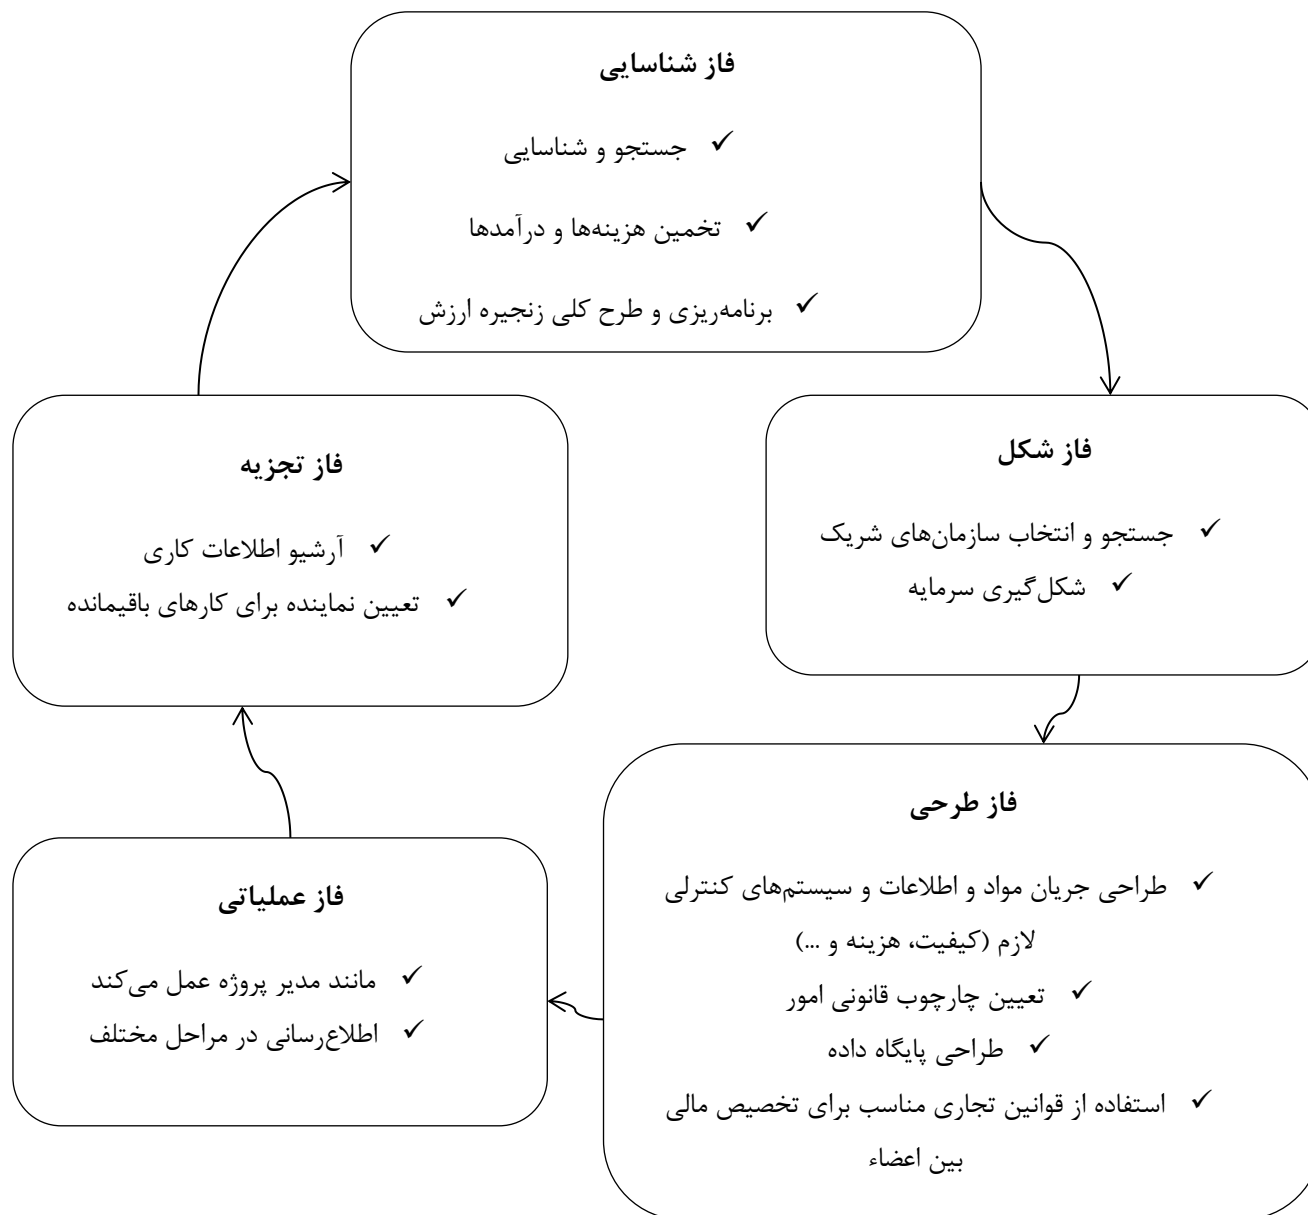 فاز شناسایی
✓ جستجو و شناسایی
✓ تخمین هزینه‌ها و درآمدها
✓ برنامه‌ریزی و طرح کلی زنجیره ارزش
فاز شکل
✓ جستجو و انتخاب سازمان‌های شریک
✓ شکل‌گیری سرمایه
فاز طرحی
✓ طراحی جریان مواد و اطلاعات و سیستم‌های کنترلی
لازم (کیفیت، هزینه و ...)
✓ تعیین چارچوب قانونی امور
✓ طراحی پایگاه داده
✓ استفاده از قوانین تجاری مناسب برای تخصیص مالی
بین اعضاء
فاز عملیاتی
✓ مانند مدیر پروژه عمل می‌کند
✓ اطلاع‌رسانی در مراحل مختلف
فاز تجزیه
✓ آرشیو اطلاعات کاری
✓ تعیین نماینده برای کارهای باقیمانده